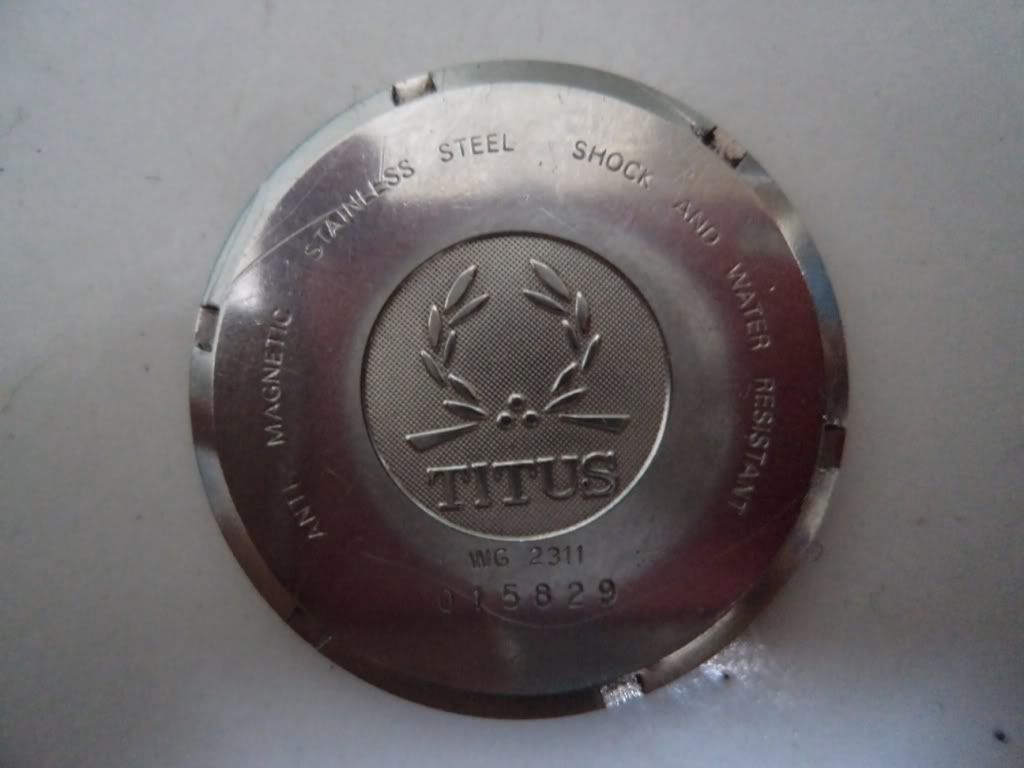 ANTI MAGNETIC STAINLESS STEEL SHOCK AND WATER RESISTANT
TITUS
WG 2311
015829